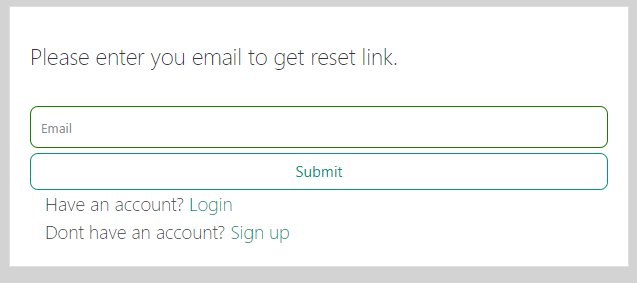 Please enter you email to get reset link.
Email
Submit
Have an account? Login
Dont have an account? Sign up